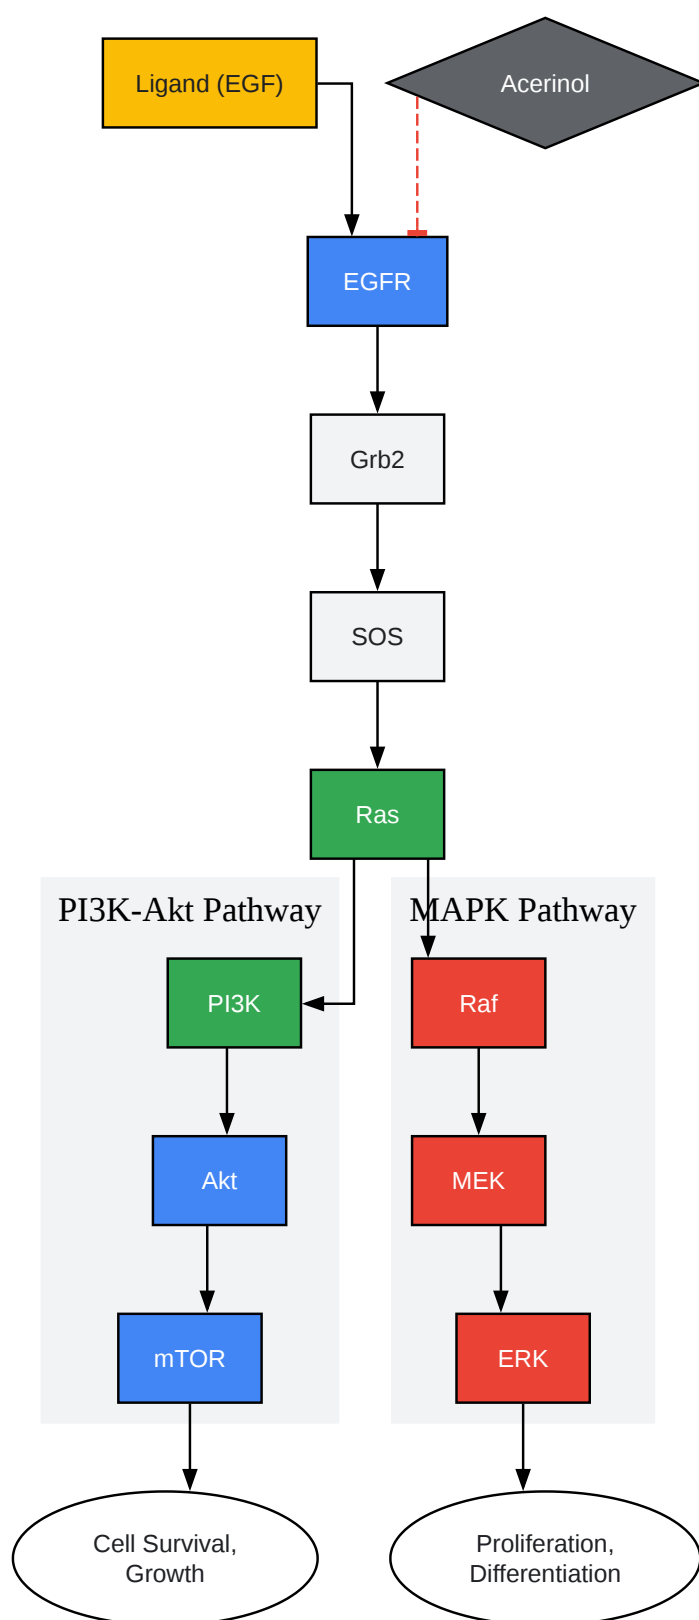 Ligand (EGF)
Acerinol
EGFR
Grb2
SOS
Ras
PI3K-Akt Pathway
MAPK Pathway
PI3K
Raf
Akt
MEK
mTOR
ERK
Cell Survival,
Growth
Proliferation,
Differentiation